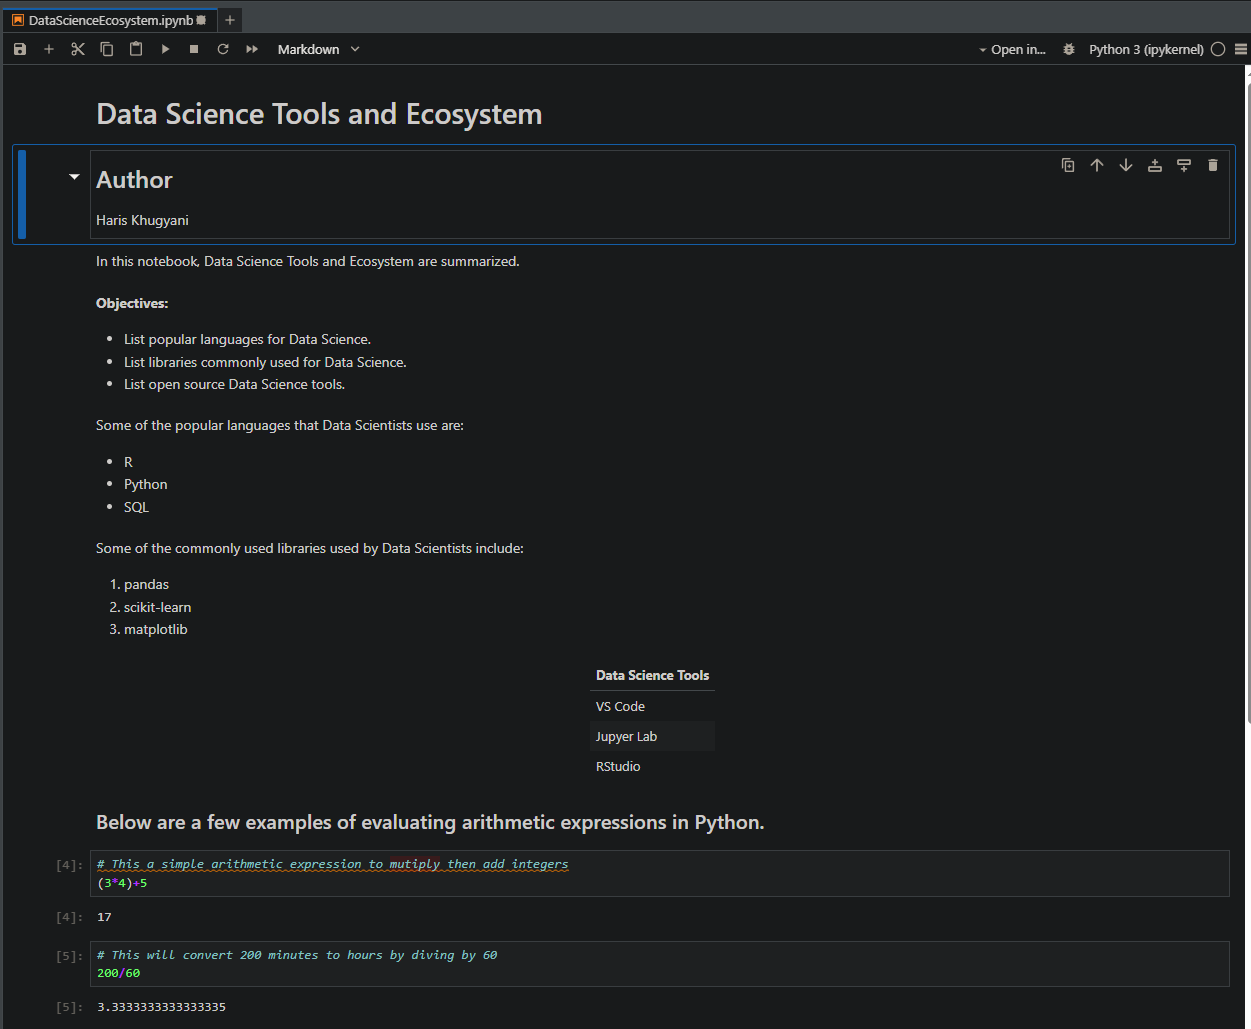 DataScienceEcosystem.ipynb
Markdown
Open in...
Python 3 (ipykernel)
Data Science Tools and Ecosystem
Author
Haris Khugyani
In this notebook, Data Science Tools and Ecosystem are summarized.
Objectives:
List popular languages for Data Science.
List libraries commonly used for Data Science.
List open source Data Science tools.
Some of the popular languages that Data Scientists use are:
R
Python
SQL
Some of the commonly used libraries used by Data Scientists include:
1. pandas
2. scikit-learn
3. matplotlib
Data Science Tools
VS Code
Jupyer Lab
RStudio
Below are a few examples of evaluating arithmetic expressions in Python.
[4]: # This a simple arithmetic expression to mutiply then add integers
(3*4)+5
[4]: 17
[5]: # This will convert 200 minutes to hours by diving by 60
200/60
[5]: 3.3333333333333335